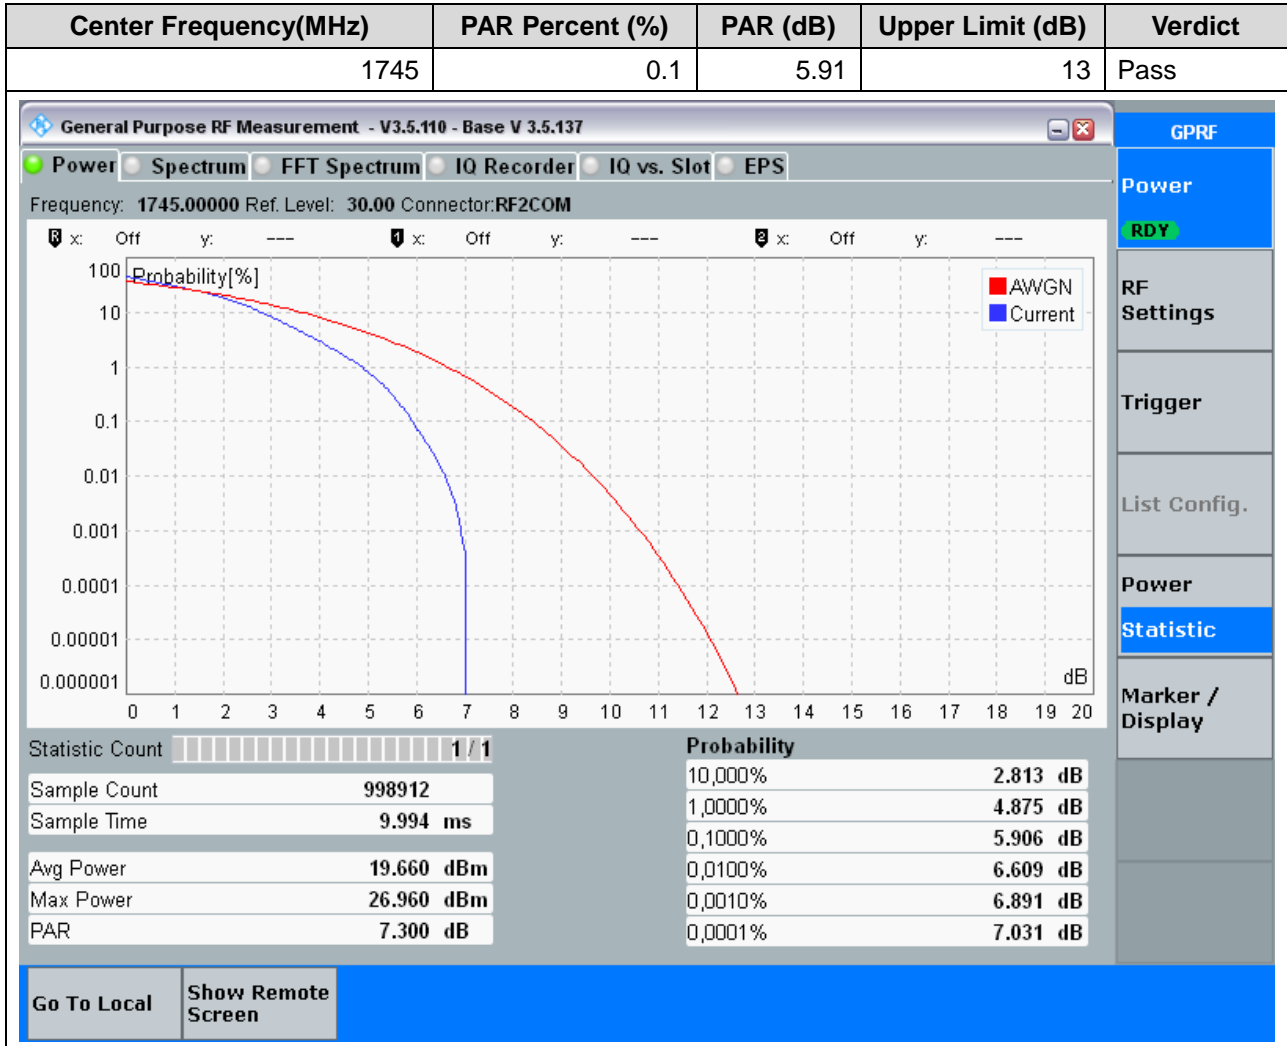 Center Frequency(MHz) PAR Percent (%) PAR (dB) Upper Limit (dB) Verdict
1745 0.1 5.91 13 Pass
General Purpose RF Measurement - V3.5.110 - Base V 3.5.137
GPRF
Power Spectrum FFT Spectrum IQ Recorder IQ vs. Slot EPS
Power
RDY
Frequency: 1745.00000 Ref. Level: 30.00 Connector:RF2COM
R x: Off y: --- 1 x: Off y: --- 2 x: Off y: ---
Probability[%]
AWGN
Current
100
10
1
0.1
0.01
0.001
0.0001
0.00001
0.000001
dB
0 1 2 3 4 5 6 7 8 9 10 11 12 13 14 15 16 17 18 19 20
RF
Settings
Trigger
List Config.
Power
Statistic
Marker /
Display
Statistic Count 1 / 1
Sample Count 998912
Sample Time 9.994 ms
Avg Power 19.660 dBm
Max Power 26.960 dBm
PAR 7.300 dB
Probability
10,000% 2.813 dB
1,0000% 4.875 dB
0,1000% 5.906 dB
0,0100% 6.609 dB
0,0010% 6.891 dB
0,0001% 7.031 dB
Go To Local
Show Remote
Screen